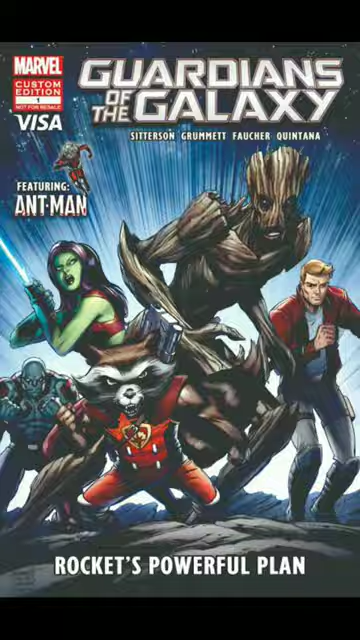 MARVEL
CUSTOM
EDITION
1
NOT FOR RESALE
VISA
GUARDIANS
OF THE GALAXY
SITTERSON GRUMMETT FAUCHER QUINTANA
FEATURING:
ANT-MAN
ROCKET'S POWERFUL PLAN